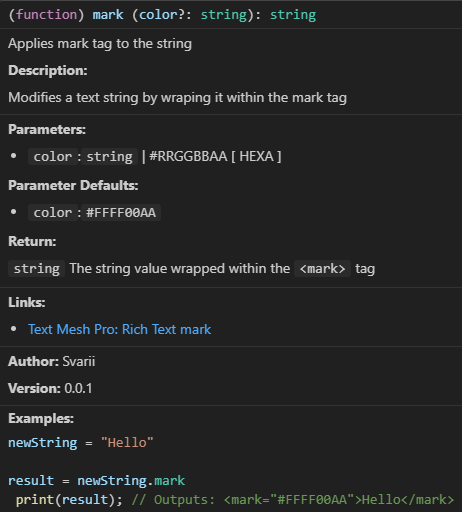 (function) mark (color?: string): string
Applies mark tag to the string
Description:
Modifies a text string by wraping it within the mark tag
Parameters:
• color : string | #RRGGBBAA [ HEXA ]
Parameter Defaults:
• color : #FFFF00AA
Return:
string The string value wrapped within the <mark> tag
Links:
• Text Mesh Pro: Rich Text mark
Author: Svarii
Version: 0.0.1
Examples:
newString = "Hello"
result = newString.mark
print(result); // Outputs: <mark="#FFFF00AA">Hello</mark>